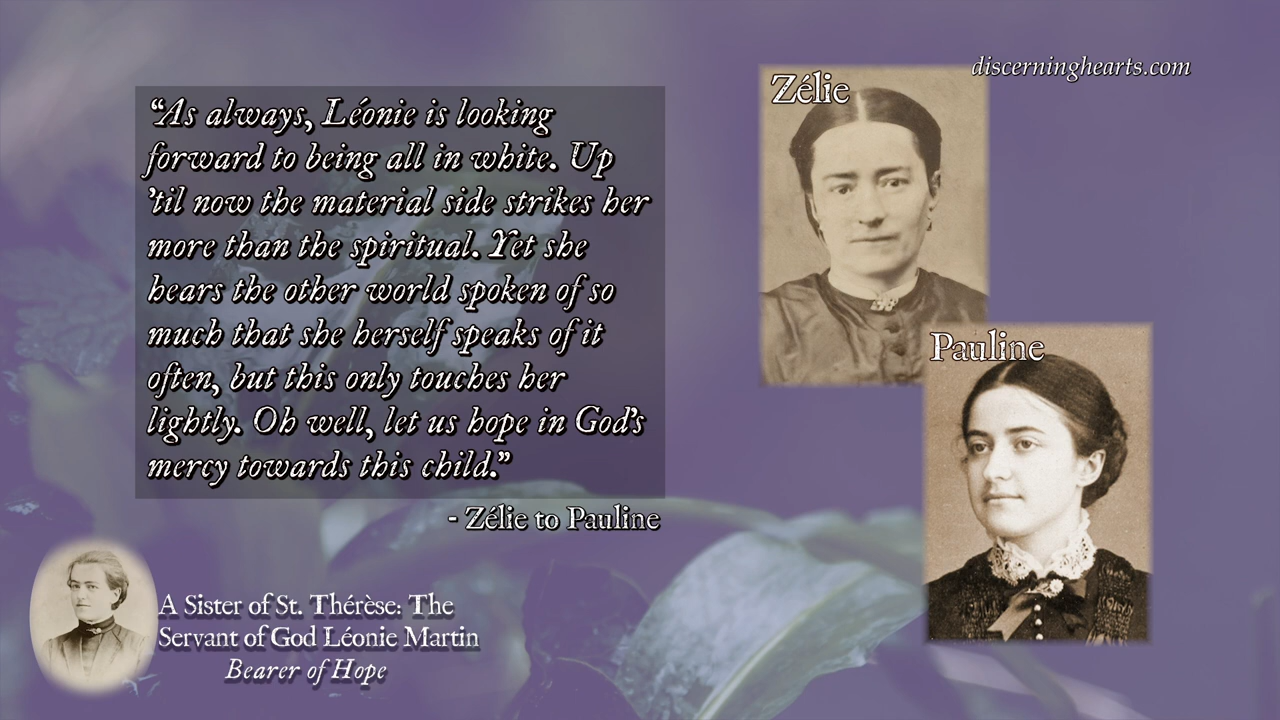 discerninghearts.com
Zélie
“As always, Léonie is looking
forward to being all in white. Up
’til now the material side strikes her
more than the spiritual. Yet she
hears the other world spoken of so
much that she herself speaks of it
often, but this only touches her
lightly. Oh well, let us hope in God’s
mercy towards this child.”
- Zélie to Pauline
Pauline
A Sister of St. Thérèse: The
Servant of God Léonie Martin
Bearer of Hope